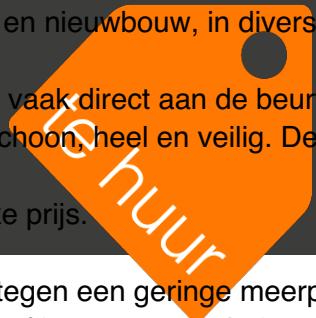 en nieuwbouw, in divers
vaak direct aan de beur
choon, heel en veilig. De
te huur
e prijs.
tegen een geringe meerp